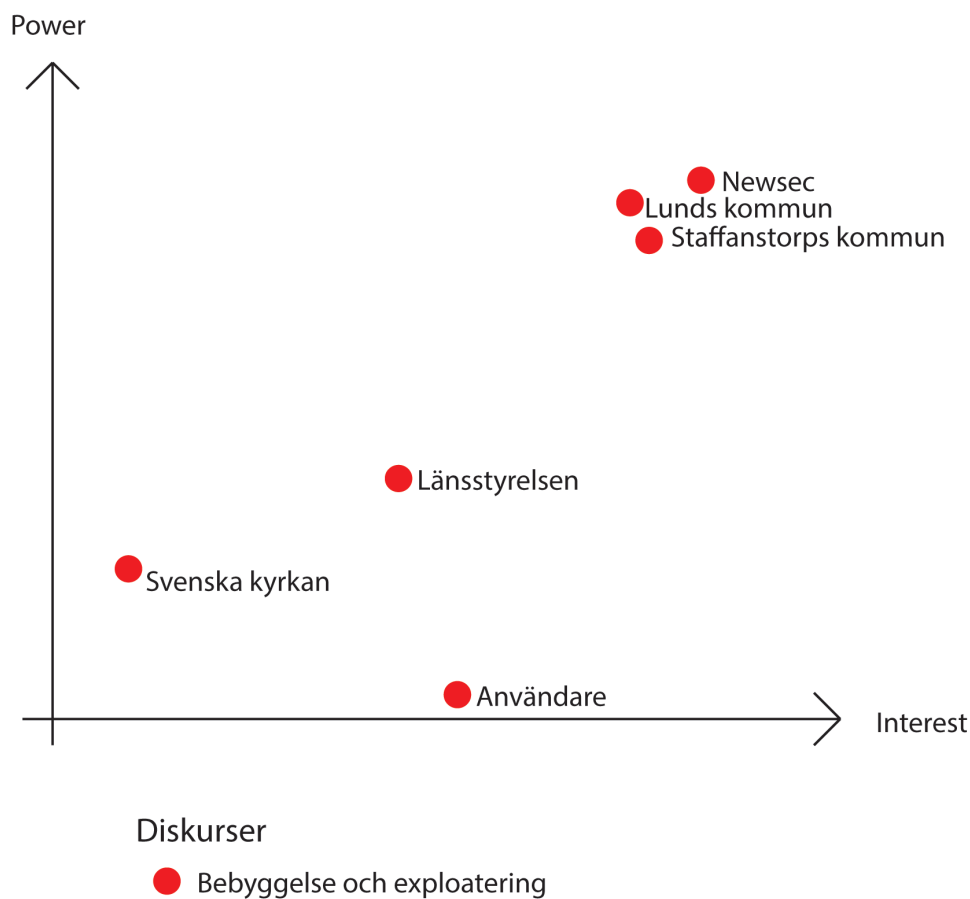 Power
Newsec
Lunds kommun
Staffanstorps kommun
Länsstyrelsen
Svenska kyrkan
Användare
Interest
Diskurser
Bebyggelse och exploatering